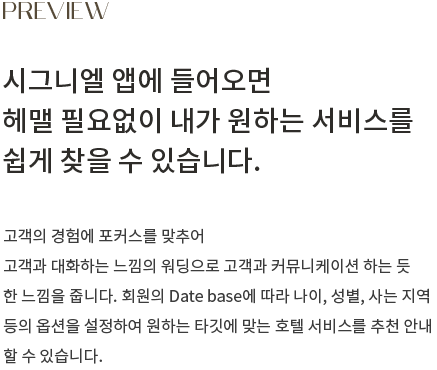 PREVIEW
시그니엘 앱에 들어오면
헤맬 필요없이 내가 원하는 서비스를
쉽게 찾을 수 있습니다.
고객의 경험에 포커스를 맞추어
고객과 대화하는 느낌의 워딩으로 고객과 커뮤니케이션 하는 듯
한 느낌을 줍니다. 회원의 Date base에 따라 나이, 성별, 사는 지역
등의 옵션을 설정하여 원하는 타깃에 맞는 호텔 서비스를 추천 안내
할 수 있습니다.